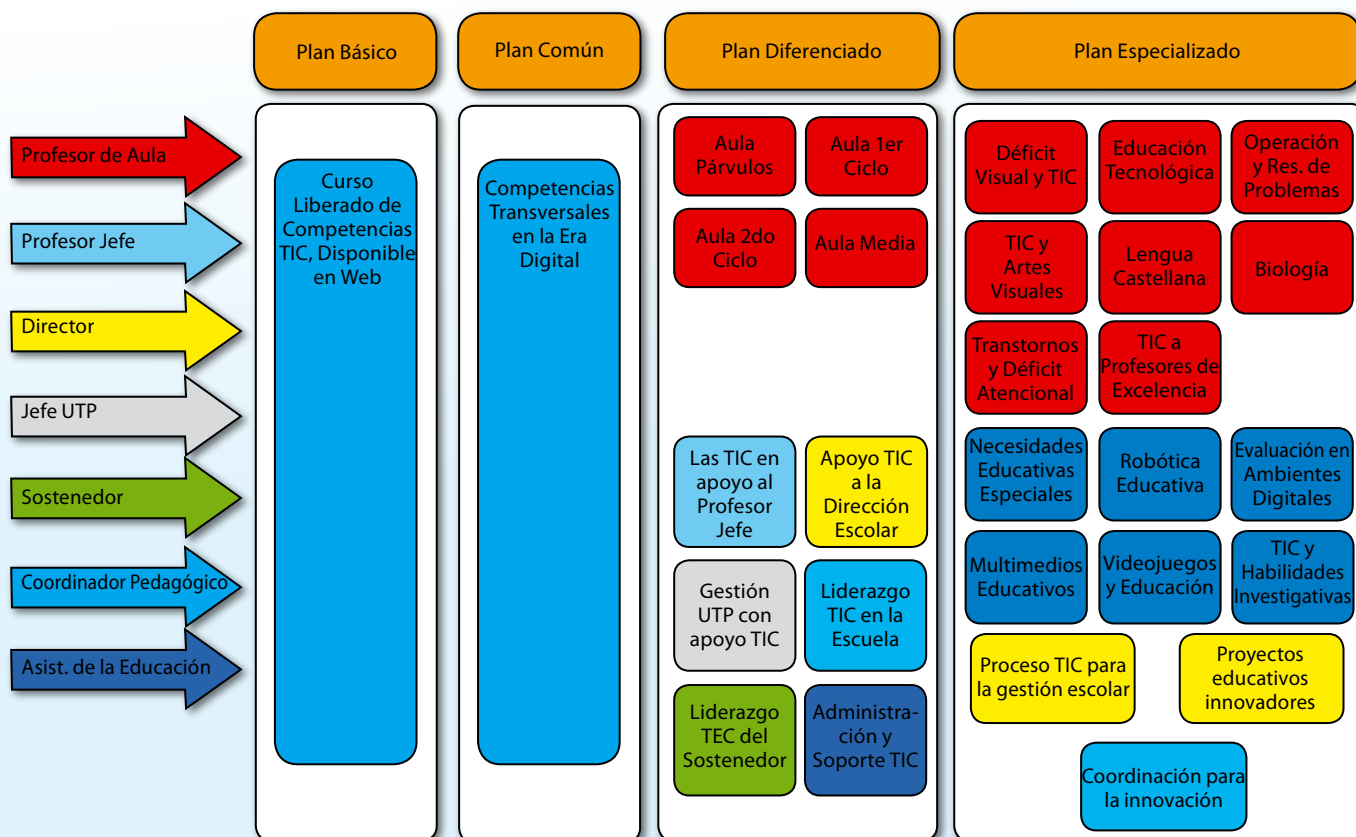 Plan Básico
Plan Común
Plan Diferenciado
Plan Especializado
Profesor de Aula
Profesor Jefe
Director
Jefe UTP
Sostenedor
Coordinador Pedagógico
Asist. de la Educación
Curso
Liberado de
Competencias
TIC, Disponible
en Web
Competencias
Transversales
en la Era
Digital
Aula
Párvulos
Aula 1er
Ciclo
Aula 2do
Ciclo
Aula Media
Las TIC en
apoyo al
Profesor
Jefe
Apoyo TIC
a la
Dirección
Escolar
Gestión
UTP con
apoyo TIC
Liderazgo
TIC en la
Escuela
Liderazgo
TEC del
Sostenedor
Administra-
ción y
Soporte TIC
Déficit
Visual y TIC
Educación
Tecnológica
Operación
y Res. de
Problemas
TIC y
Artes
Visuales
Lengua
Castellana
Biología
Transtornos
y Déficit
Atencional
TIC a
Profesores de
Excelencia
Necesidades
Educativas
Especiales
Robótica
Educativa
Evaluación en
Ambientes
Digitales
Multimedios
Educativos
Videojuegos
y Educación
TIC y
Habilidades
Investigativas
Proceso TIC para
la gestión escolar
Proyectos
educativos
innovadores
Coordinación para
la innovación